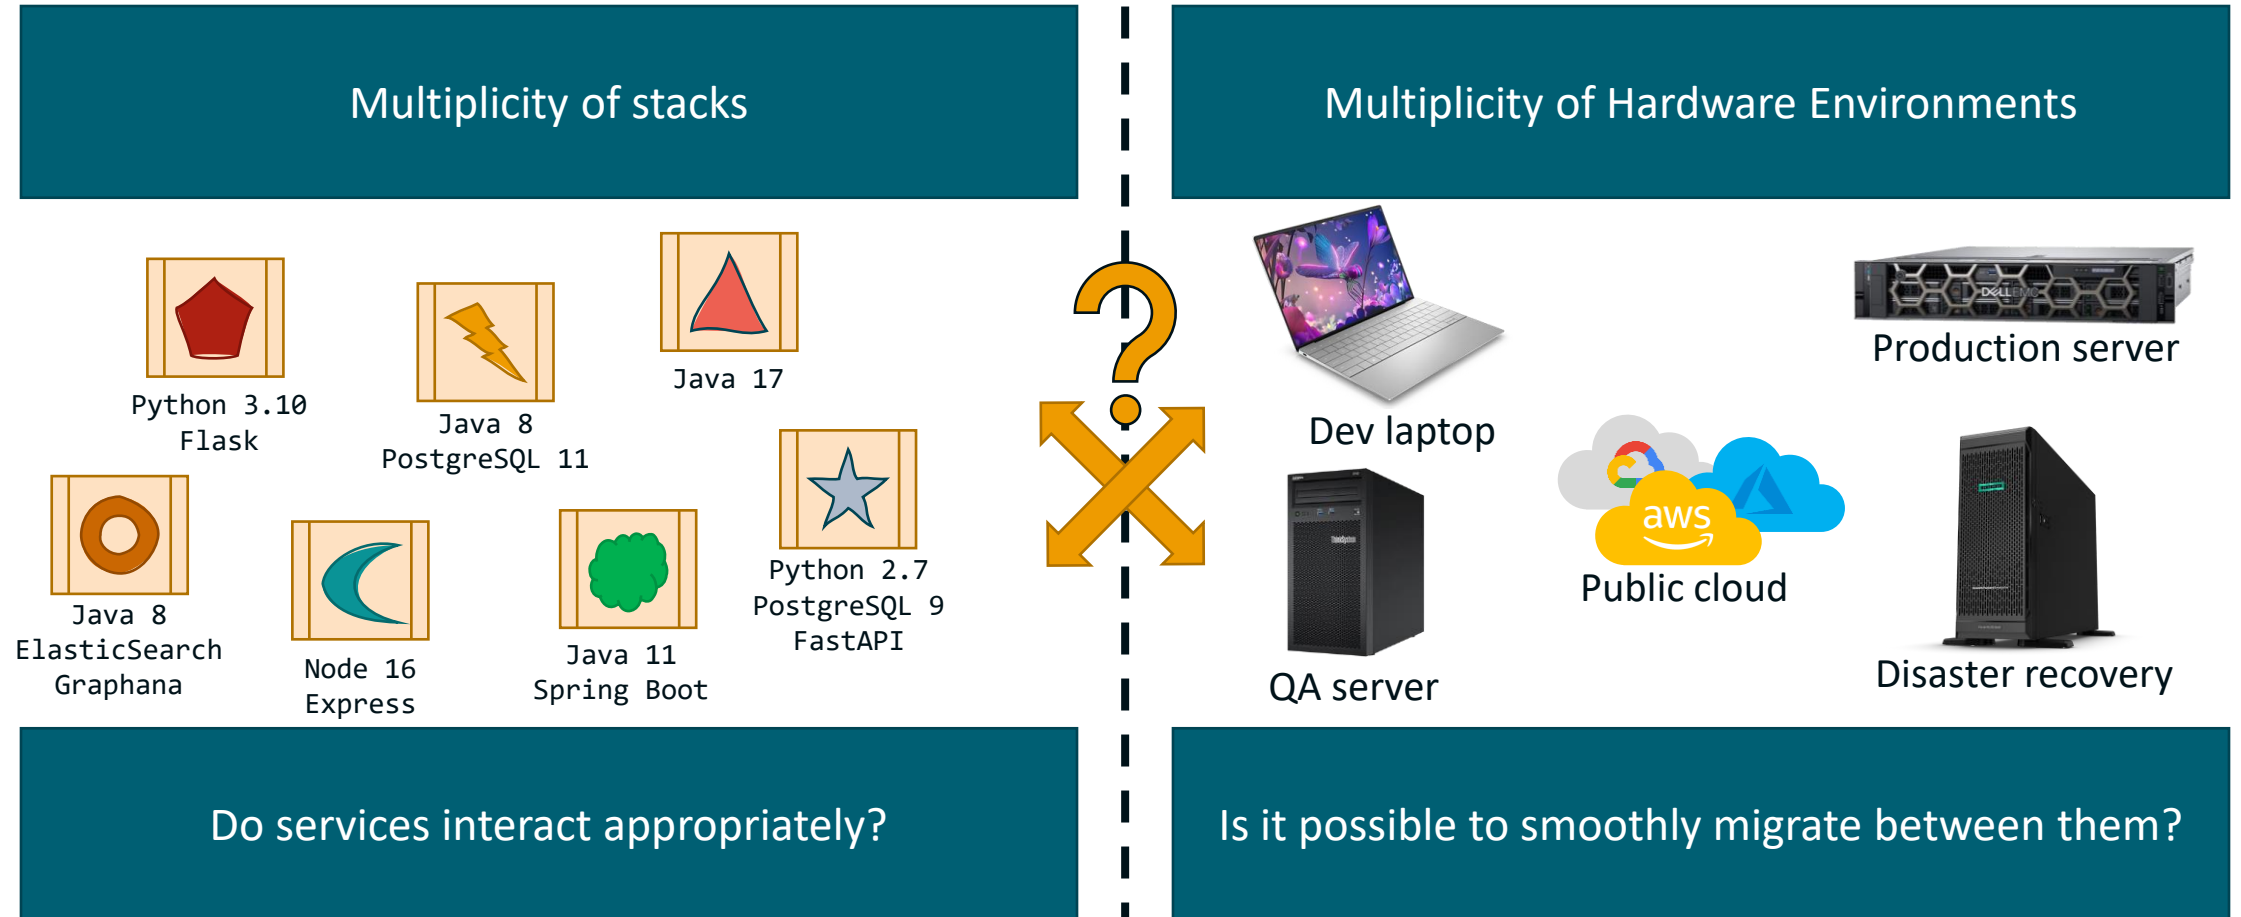 Multiplicity of stacks
Multiplicity of Hardware Environments
Python 3.10
Flask
Java 8
PostgreSQL 11
Java 17
Java 8
ElasticSearch
Graphana
Node 16
Express
Java 11
Spring Boot
Python 2.7
PostgreSQL 9
FastAPI
?
Dev laptop
DELLEMC
Production server
ThinkSystem
QA server
aws
Public cloud
Disaster recovery
Do services interact appropriately?
Is it possible to smoothly migrate between them?